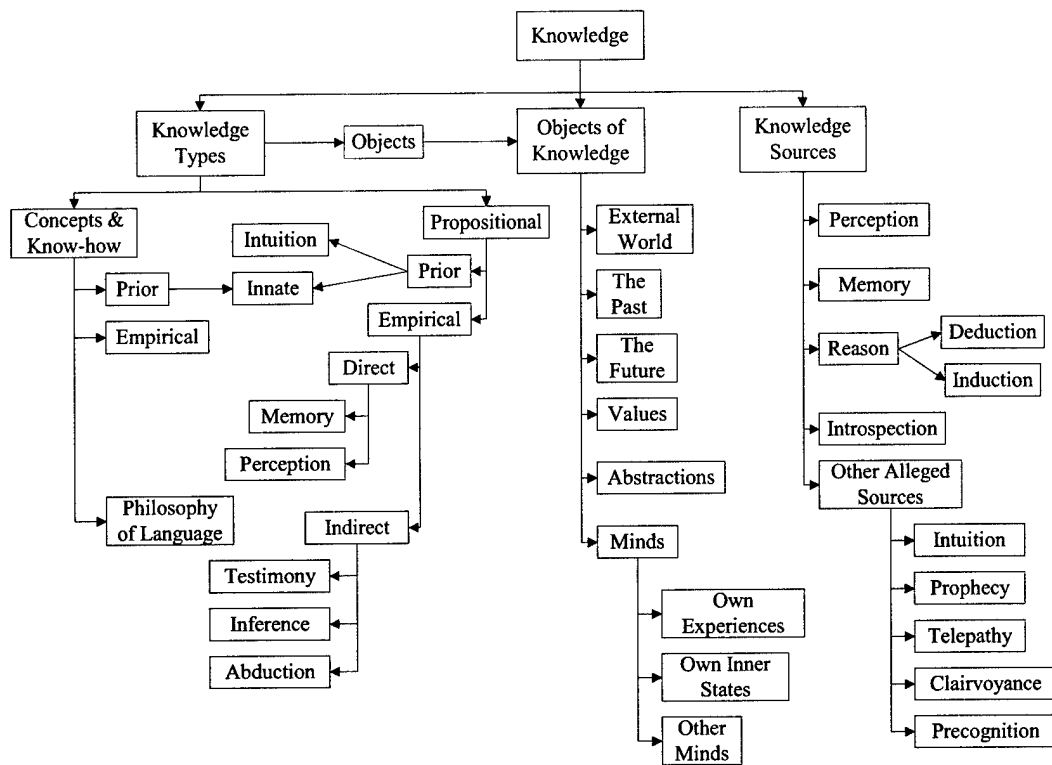 Knowledge
Knowledge
Types
Objects
Objects of
Knowledge
Knowledge
Sources
Concepts &
Know-how
Prior
Empirical
Philosophy
of Language
Propositional
Intuition
Prior
Innate
Empirical
Direct
Memory
Perception
Indirect
Testimony
Inference
Abduction
External
World
The
Past
The
Future
Values
Abstractions
Minds
Own
Experiences
Own Inner
States
Other
Minds
Perception
Memory
Reason
Deduction
Induction
Introspection
Other Alleged
Sources
Intuition
Prophecy
Telepathy
Clairvoyance
Precognition